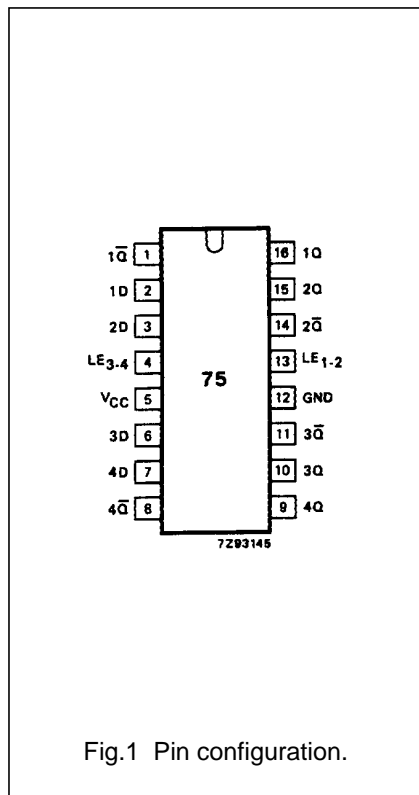 1Q̅ 1 16 1Q
1D 2 15 2Q
2D 3 14 2Q̅
LE3-4 4 13 LE1-2
75
VCC 5 12 GND
3D 6 11 3Q̅
4D 7 10 3Q
4Q̅ 8 9 4Q
7Z93145
Fig.1 Pin configuration.